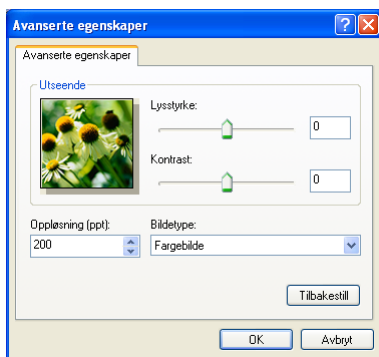 Avanserte egenskaper
Avanserte egenskaper
Utseende
Lysstyrke:
0
Kontrast:
0
Oppløsning (ppt):
Bildetype:
200
Fargebilde
Tilbakestill
OK
Avbryt